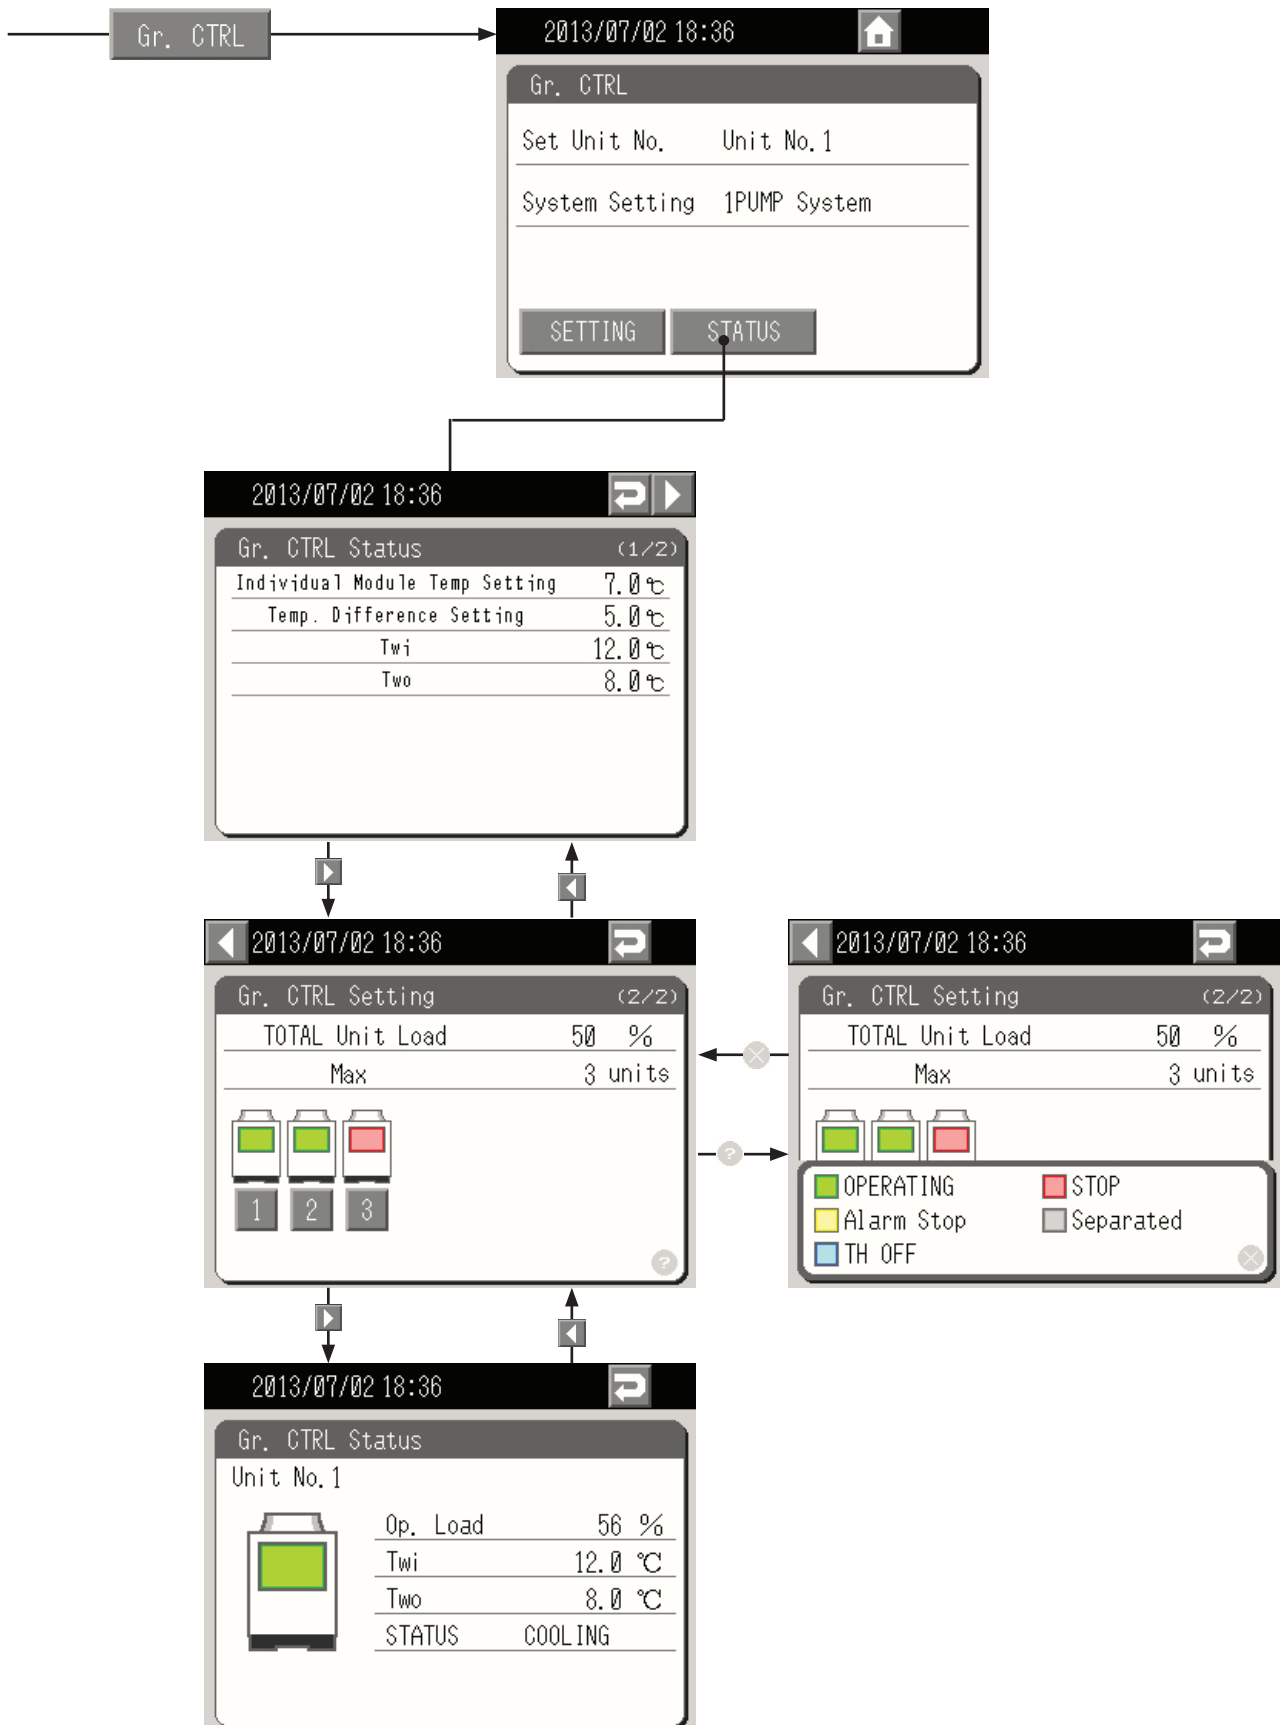 Gr. CTRL
2013/07/02 18:36
Gr. CTRL
Set Unit No. Unit No.1
System Setting 1PUMP System
SETTING STATUS
2013/07/02 18:36
Gr. CTRL Status (1/2)
Individual Module Temp Setting 7.0℃
Temp. Difference Setting 5.0℃
Twi 12.0℃
Two 8.0℃
2013/07/02 18:36
Gr. CTRL Setting (2/2)
TOTAL Unit Load 50 %
Max 3 units
1 2 3
?
?
2013/07/02 18:36
Gr. CTRL Setting (2/2)
TOTAL Unit Load 50 %
Max 3 units
OPERATING STOP
Alarm Stop Separated
TH OFF
2013/07/02 18:36
Gr. CTRL Status
Unit No.1
Op. Load 56 %
Twi 12.0 ℃
Two 8.0 ℃
STATUS COOLING